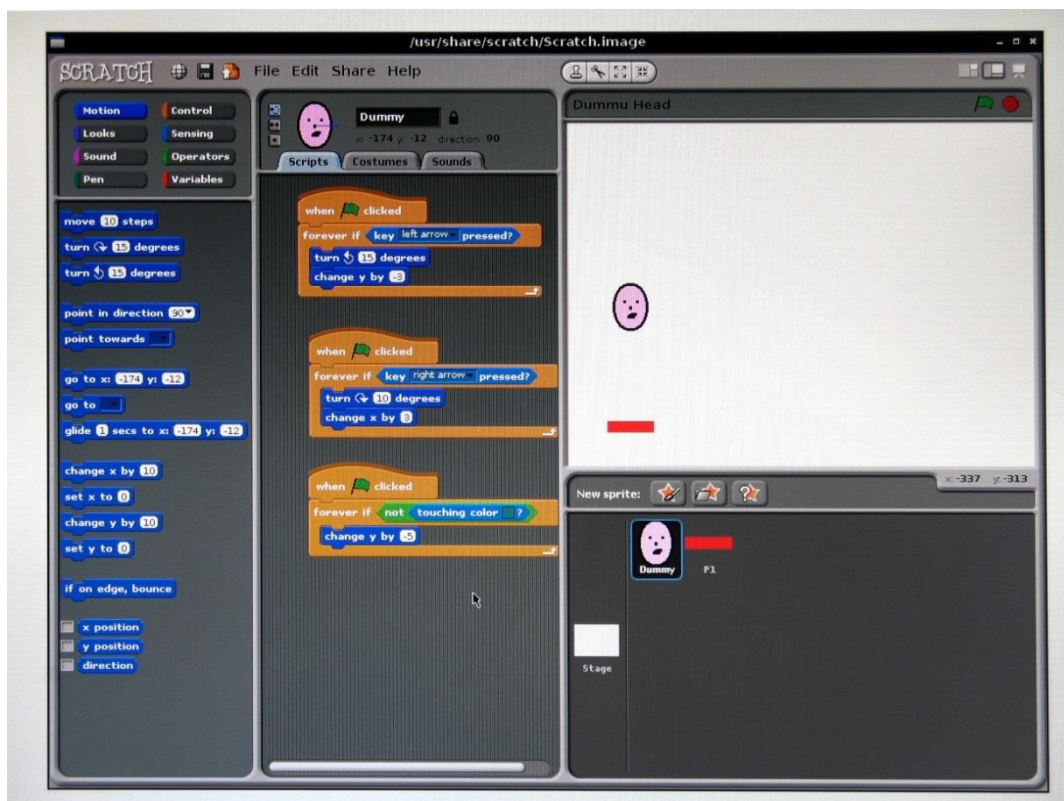 /usr/share/scratch/Scratch.image
SCRATCH File Edit Share Help
Motion Control
Looks Sensing
Sound Operators
Pen Variables
move 10 steps
turn 15 degrees
turn 15 degrees
point in direction 90
point towards
go to x: -174 y: -12
go to
glide 1 secs to x: -174 y: -12
change x by 10
set x to 0
change y by 10
set y to 0
if on edge, bounce
x position
y position
direction
Dummy
x: -174 y: -12 direction: 90
Scripts Costumes Sounds
when clicked
forever if key left arrow pressed?
turn 15 degrees
change y by -3
when clicked
forever if key right arrow pressed?
turn 10 degrees
change x by 3
when clicked
forever if not touching color ?
change y by -5
Dummu Head
x: -337 y: -313
New sprite:
Dummy P1
Stage